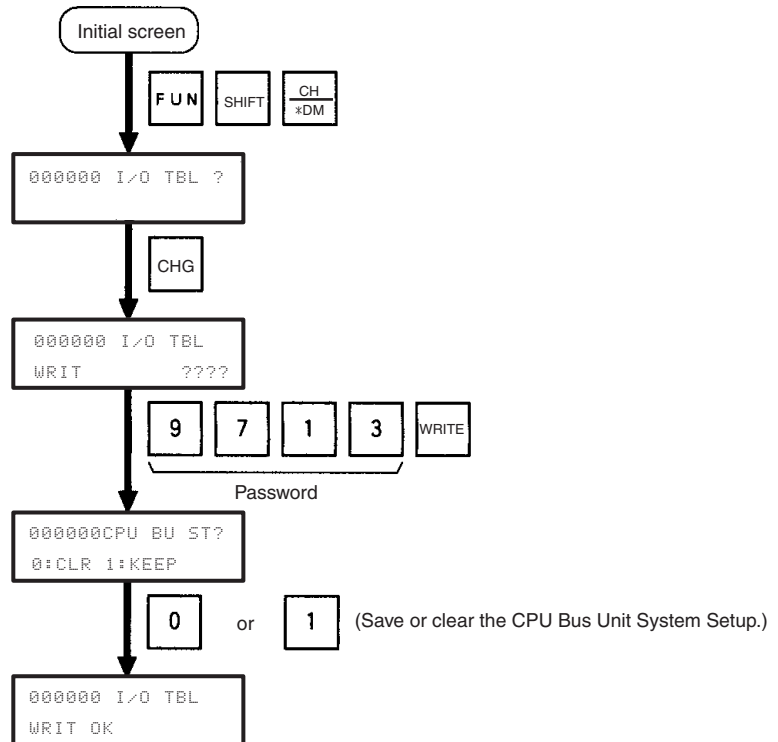 Initial screen
FUN SHIFT CH
*DM
000000 I/O TBL ?
CHG
000000 I/O TBL
WRIT ????
9 7 1 3 WRITE
Password
000000CPU BU ST?
0:CLR 1:KEEP
0 or 1 (Save or clear the CPU Bus Unit System Setup.)
000000 I/O TBL
WRIT OK